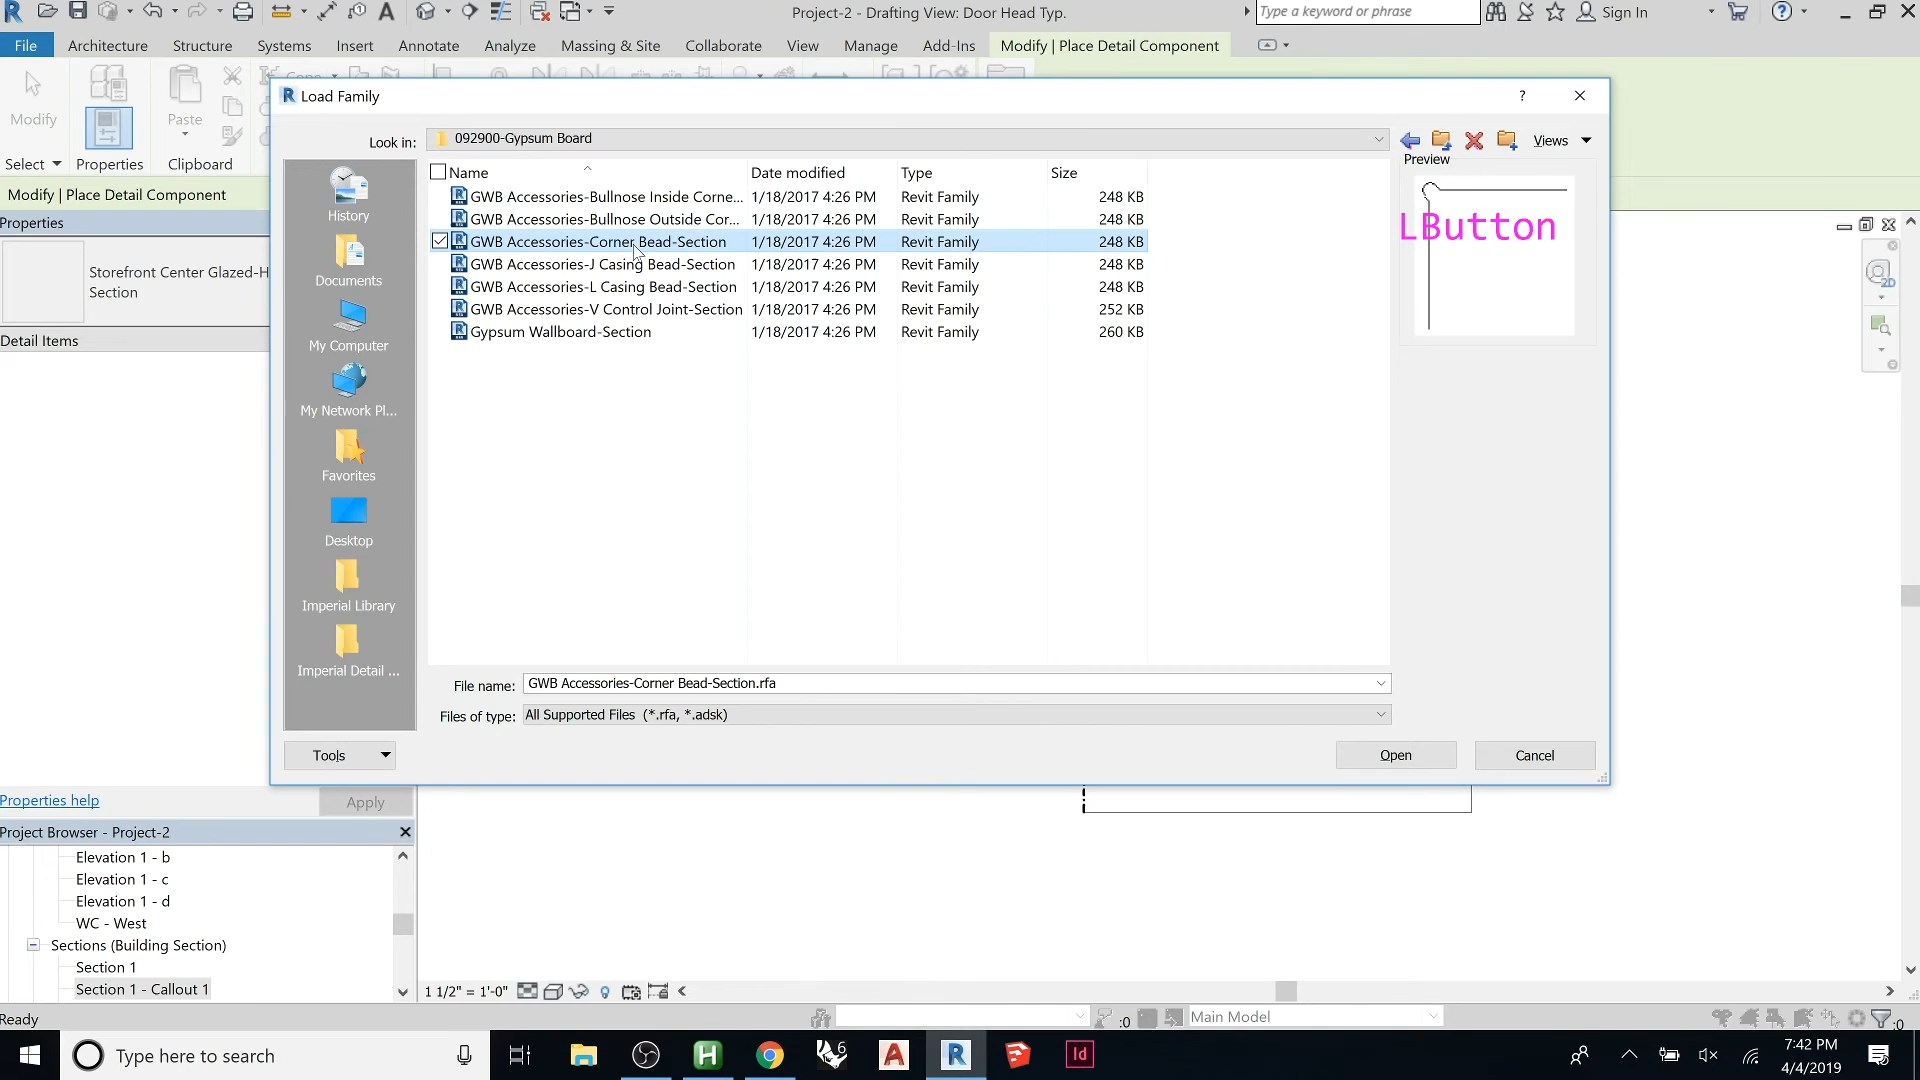 Project-2 - Drafting View: Door Head Typ.
Type a keyword or phrase
Sign In
File
Architecture
Structure
Systems
Insert
Annotate
Analyze
Massing & Site
Collaborate
View
Manage
Add-Ins
Modify | Place Detail Component
Modify
Paste
Cope
Select
Properties
Clipboard
Modify | Place Detail Component
Properties
Storefront Center Glazed-H
Section
Detail Items
Load Family
Look in:
092900-Gypsum Board
Views
Preview
LButton
Name
Date modified
Type
Size
GWB Accessories-Bullnose Inside Corne...
1/18/2017 4:26 PM
Revit Family
248 KB
GWB Accessories-Bullnose Outside Cor...
1/18/2017 4:26 PM
Revit Family
248 KB
GWB Accessories-Corner Bead-Section
1/18/2017 4:26 PM
Revit Family
248 KB
GWB Accessories-J Casing Bead-Section
1/18/2017 4:26 PM
Revit Family
248 KB
GWB Accessories-L Casing Bead-Section
1/18/2017 4:26 PM
Revit Family
248 KB
GWB Accessories-V Control Joint-Section
1/18/2017 4:26 PM
Revit Family
252 KB
Gypsum Wallboard-Section
1/18/2017 4:26 PM
Revit Family
260 KB
History
Documents
My Computer
My Network Pl...
Favorites
Desktop
Imperial Library
Imperial Detail ...
File name:
GWB Accessories-Corner Bead-Section.rfa
Files of type:
All Supported Files (*.rfa, *.adsk)
Tools
Open
Cancel
2D
Properties help
Apply
Project Browser - Project-2
Elevation 1 - b
Elevation 1 - c
Elevation 1 - d
WC - West
Sections (Building Section)
Section 1
Section 1 - Callout 1
1 1/2" = 1'-0"
Ready
:0
Main Model
:0
Type here to search
7:42 PM
4/4/2019